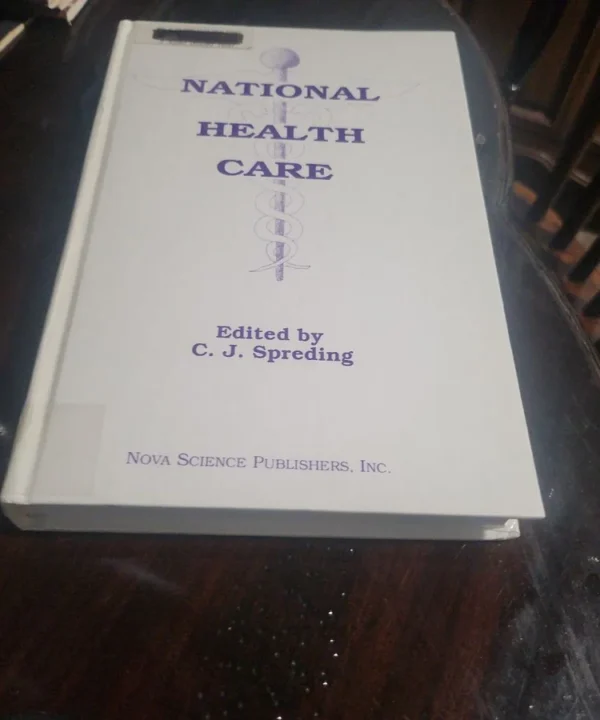 NATIONAL
HEALTH
CARE
Edited by
C. J. Spreding
NOVA SCIENCE PUBLISHERS, INC.